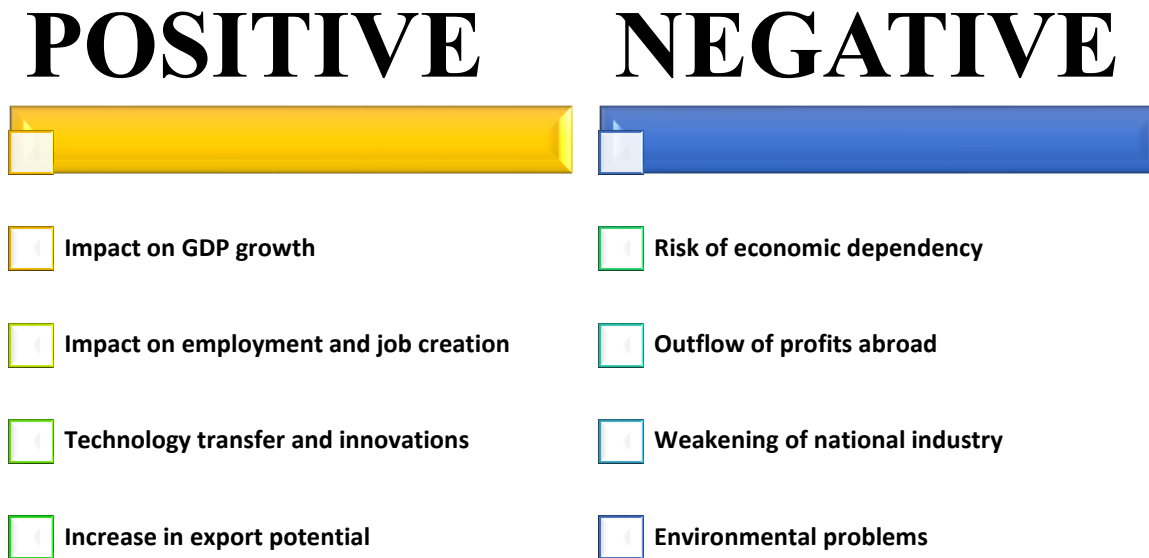 POSITIVE
Impact on GDP growth
Impact on employment and job creation
Technology transfer and innovations
Increase in export potential
NEGATIVE
Risk of economic dependency
Outflow of profits abroad
Weakening of national industry
Environmental problems